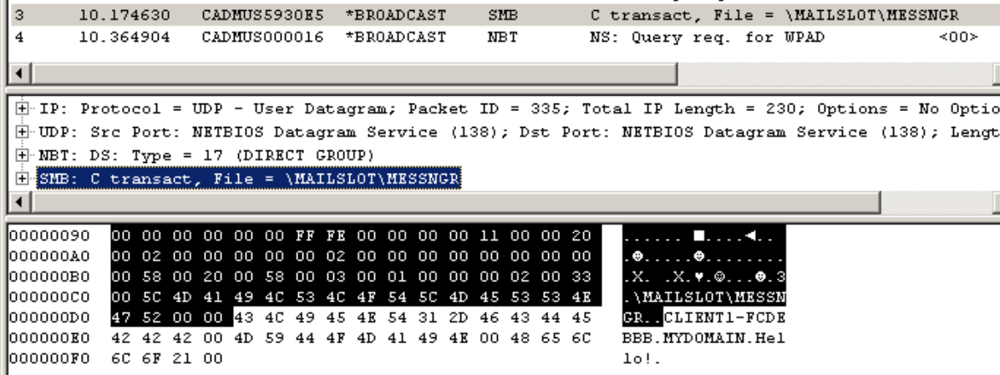 3 10.174630 CADMUS5930E5 *BROADCAST SMB C transact, File = \MAILSLOT\MESSNGR
4 10.364904 CADMUS000016 *BROADCAST NBT NS: Query req. for WPAD <00>
IP: Protocol = UDP - User Datagram; Packet ID = 335; Total IP Length = 230; Options = No Optio
UDP: Src Port: NETBIOS Datagram Service (138); Dst Port: NETBIOS Datagram Service (138); Lengt
NBT: DS: Type = 17 (DIRECT GROUP)
SMB: C transact, File = \MAILSLOT\MESSNGR
00000090 00 00 00 00 00 00 FF FE 00 00 00 00 11 00 00 20 ...... ■....◄..
000000A0 00 02 00 00 00 00 00 02 00 00 00 00 00 00 00 00 .☻.....☻........
000000B0 00 58 00 20 00 58 00 03 00 01 00 00 00 02 00 33 .X. .X.♥.☺...☻.3
000000C0 00 5C 4D 41 49 4C 53 4C 4F 54 5C 4D 45 53 53 4E .\MAILSLOT\MESSN
000000D0 47 52 00 00 43 4C 49 45 4E 54 31 2D 46 43 44 45 GR..CLIENT1-FCDE
000000E0 42 42 42 00 4D 59 44 4F 4D 41 49 4E 00 48 65 6C BBB.MYDOMAIN.Hel
000000F0 6C 6F 21 00 lo!.